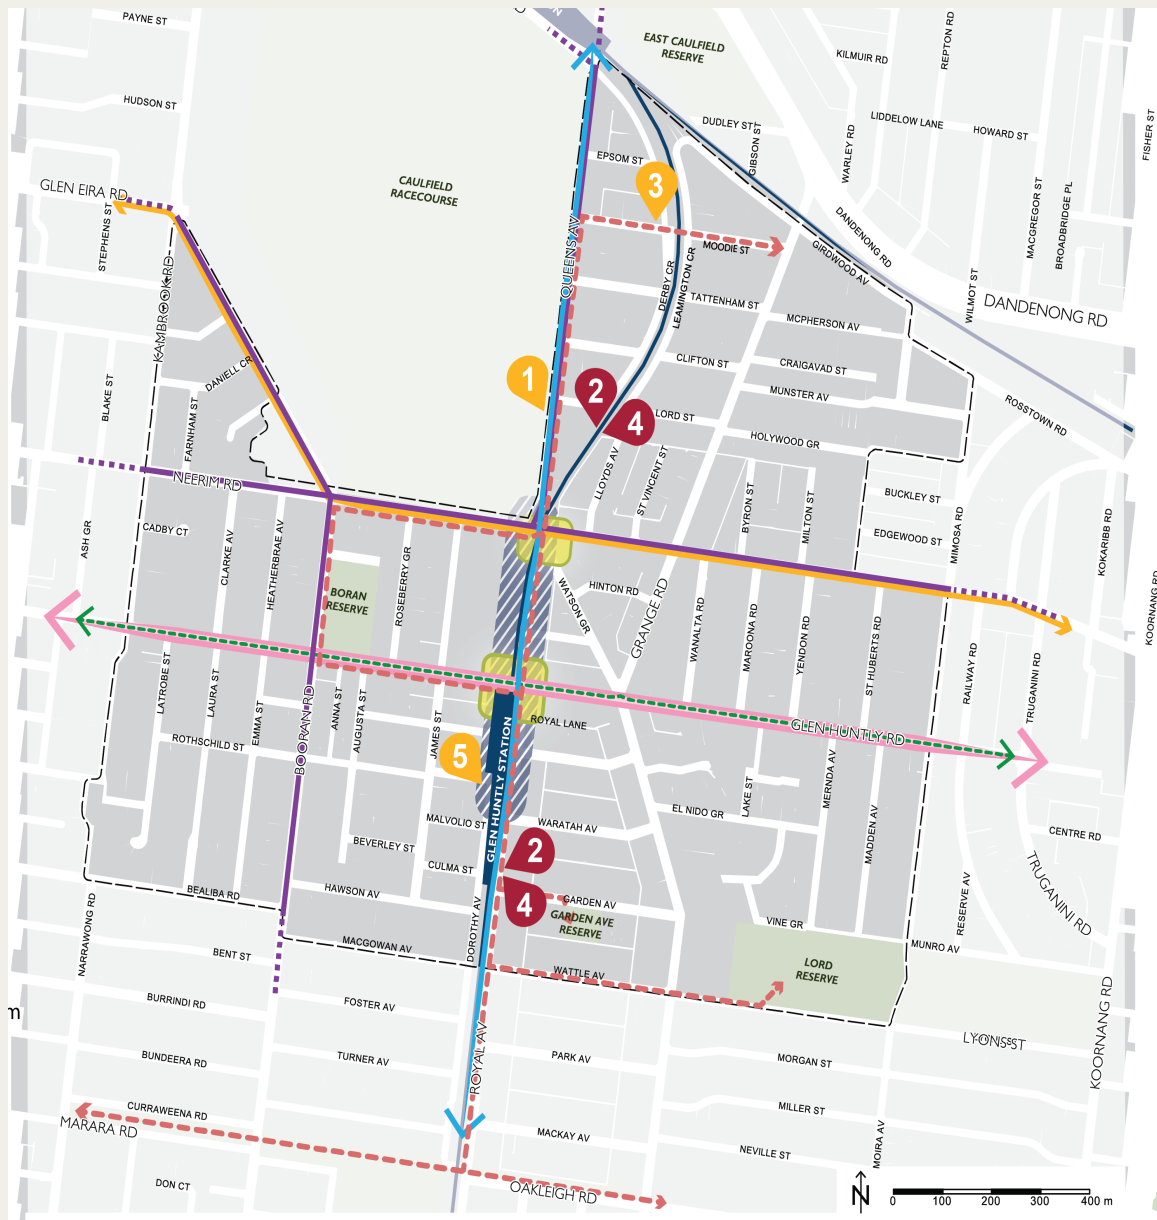 PAYNE ST
HUDSON ST
GLEN EIRA RD
STEPHENS ST
KAMBROOK RD
BLAKE ST
FARNHAM ST
DANIELL CR
CAULFIELD
RACECOURSE
EAST CAULFIELD
RESERVE
KILMUIR RD
REPTON RD
LIDDELOW LANE
HOWARD ST
FISHER ST
DUDLEY ST
GIBSON ST
WARLEY RD
EPSOM ST
3
MACGREGOR ST
BROADBRIDGE PL
QUEENS AV
MOODIE ST
DANDENONG RD
GIRDWOOD AV
DERBY CR
LEAMINGTON CR
TATTENHAM ST
MCPHERSON AV
WILMOT ST
DANDENONG RD
CLIFTON ST
CRAIGAVAD ST
MUNSTER AV
1
2
4
LORD ST
HOLYWOOD GR
ROSSTOWN RD
NEERIM RD
LLOYDS AV
ST VINCENT ST
BYRON ST
MILTON ST
BUCKLEY ST
EDGEWOOD ST
MIMOSA RD
KOKARIBB RD
KOORNANG RD
ASH GR
CADBY CT
CLARKE AV
HEATHERBRAE AV
BORAN
RESERVE
ROSEBERRY GR
WATSON GR
HINTON RD
GRANGE RD
WANALTA RD
MAROONA RD
YENDON RD
ST HUBERTS RD
RAILWAY RD
TRUGANINI RD
LATROBE ST
LAURA ST
EMMA ST
BOORAN RD
ANNA ST
AUGUSTA ST
JAMES ST
ROTHSCHILD ST
ROYAL LANE
GLEN HUNTLY RD
GLEN HUNTLY STATION
5
LAKE ST
MERNDA AV
EL NIDO GR
MADDEN AV
MALVOLIO ST
WARATAH AV
CENTRE RD
BEVERLEY ST
CULMA ST
2
4
TRUGANINI RD
BEALIBA RD
HAWSON AV
DOROTHY AV
GARDEN AV
GARDEN AVE
RESERVE
VINE GR
RESERVE AV
MUNRO AV
NARRAWONG RD
MACGOWAN AV
BENT ST
WATTLE AV
LORD
RESERVE
BURRINDI RD
FOSTER AV
m
LYONS ST
KOORNANG RD
BUNDEERA RD
TURNER AV
ROYAL AV
PARK AV
MORGAN ST
CURRAWEENA RD
MARARA RD
MILLER ST
MACKAY AV
NEVILLE ST
MOIRA AV
DON CT
OAKLEIGH RD
N
0 100 200 300 400 m